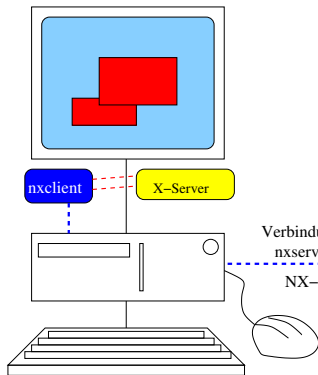 nxclient
X–Server
Verbindu
nxserv
NX–